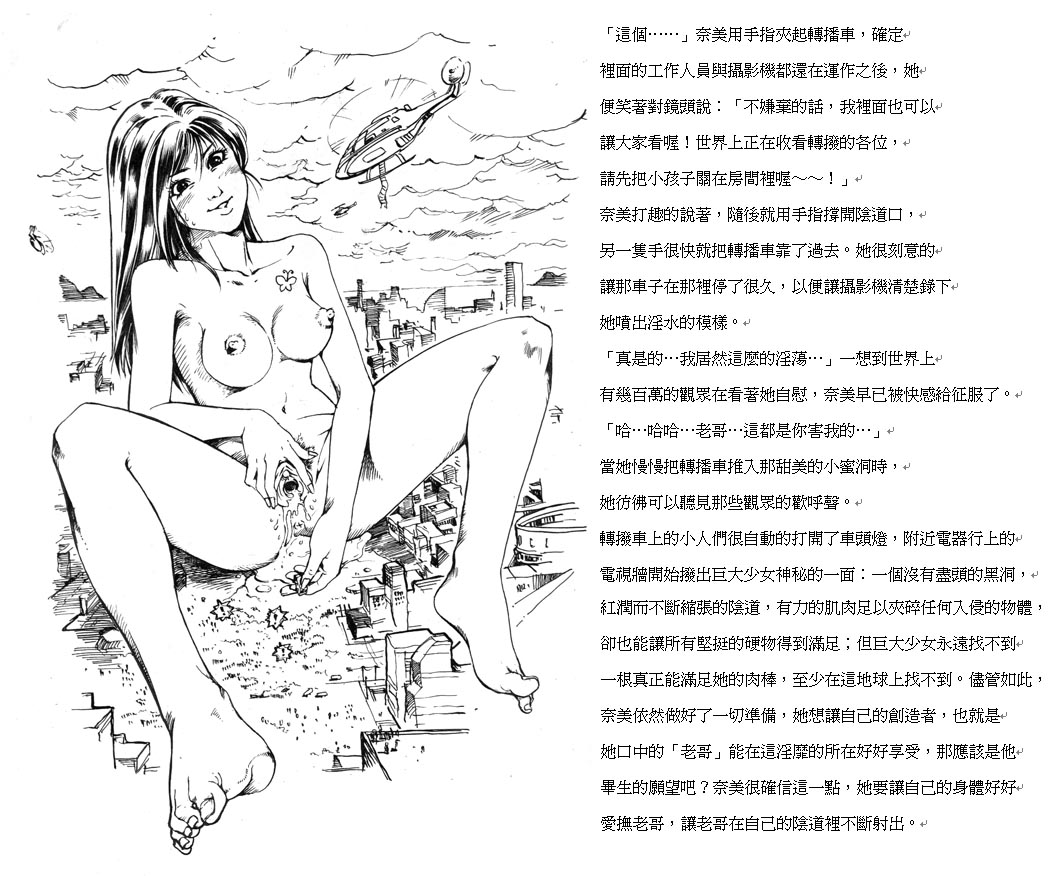 「這個……」奈美用手指夾起轉播車，確定
裡面的工作人員與攝影機都還在運作之後，她
便笑著對鏡頭說：「不嫌棄的話，我裡面也可以
讓大家看喔！世界上正在收看轉撥的各位，
請先把小孩子關在房間裡喔～～！」
奈美打趣的說著，隨後就用手指撐開陰道口，
另一隻手很快就把轉播車靠了過去。她很刻意的
讓那車子在那裡停了很久，以便讓攝影機清楚錄下
她噴出淫水的模樣。
「真是的…我居然這麼的淫蕩…」一想到世界上
有幾百萬的觀眾在看著她自慰，奈美早已被快感給征服了。
「哈…哈哈…老哥…這都是你害我的…」
當她慢慢把轉播車推入那甜美的小蜜洞時，
她彷彿可以聽見那些觀眾的歡呼聲。
轉撥車上的小人們很自動的打開了車頭燈，附近電器行上的
電視牆開始撥出巨大少女神秘的一面：一個沒有盡頭的黑洞，
紅潤而不斷縮張的陰道，有力的肌肉足以夾碎任何入侵的物體，
卻也能讓所有堅挺的硬物得到滿足；但巨大少女永遠找不到
一根真正能滿足她的肉棒，至少在這地球上找不到。儘管如此，
奈美依然做好了一切準備，她想讓自己的創造者，也就是
她口中的「老哥」能在這淫靡的所在好好享受，那應該是他
畢生的願望吧？奈美很確信這一點，她要讓自己的身體好好
愛撫老哥，讓老哥在自己的陰道裡不斷射出。